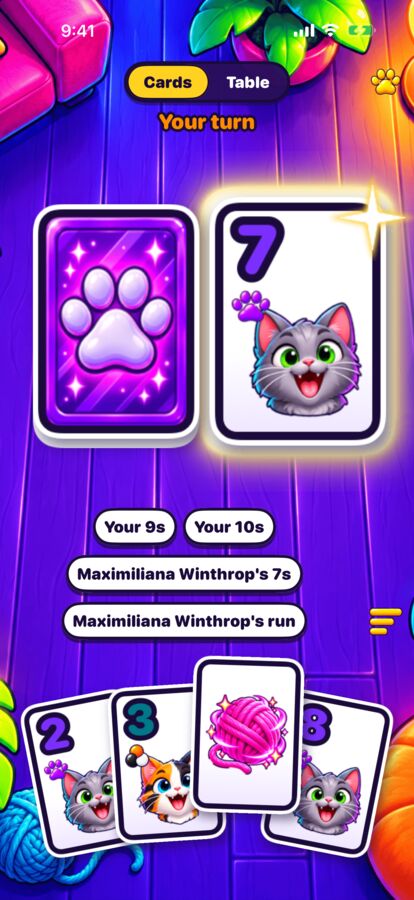 9:41
Cards Table
Your turn
7
Your 9s Your 10s
Maximiliana Winthrop's 7s
Maximiliana Winthrop's run
2 3 8